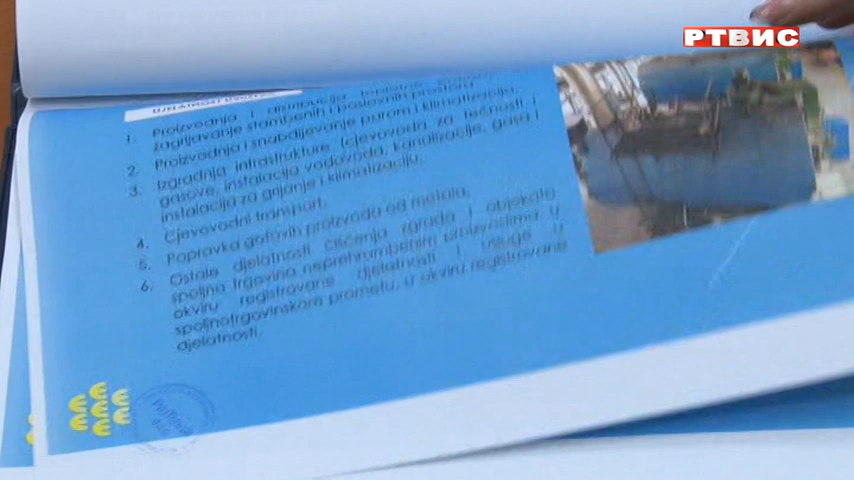 РТВИС
1. Proizvodnja i distribucija toplotne
zagrijavanje stambenih i poslovnih prostora
2. Proizvodnja i snabdijevanje parom i klimatizaciju,
3. Izgradnja infrastrukture (cjevovoda za tečnosti i
gasove, instalacija vodovoda, kanalizacije, gasa i
instalacija za grijanje i klimatizaciju,
4. Cjevovodni transport,
5. Popravka gotovih proizvoda od metala,
6. Ostale djelatnosti čišćenja zgrada i objekata
spoljna trgovina neprehrambenim proizvodima u
okviru registrovane djelatnosti i usluge u
spoljnotrgovinskom prometu, u okviru registrovane
djelatnosti.